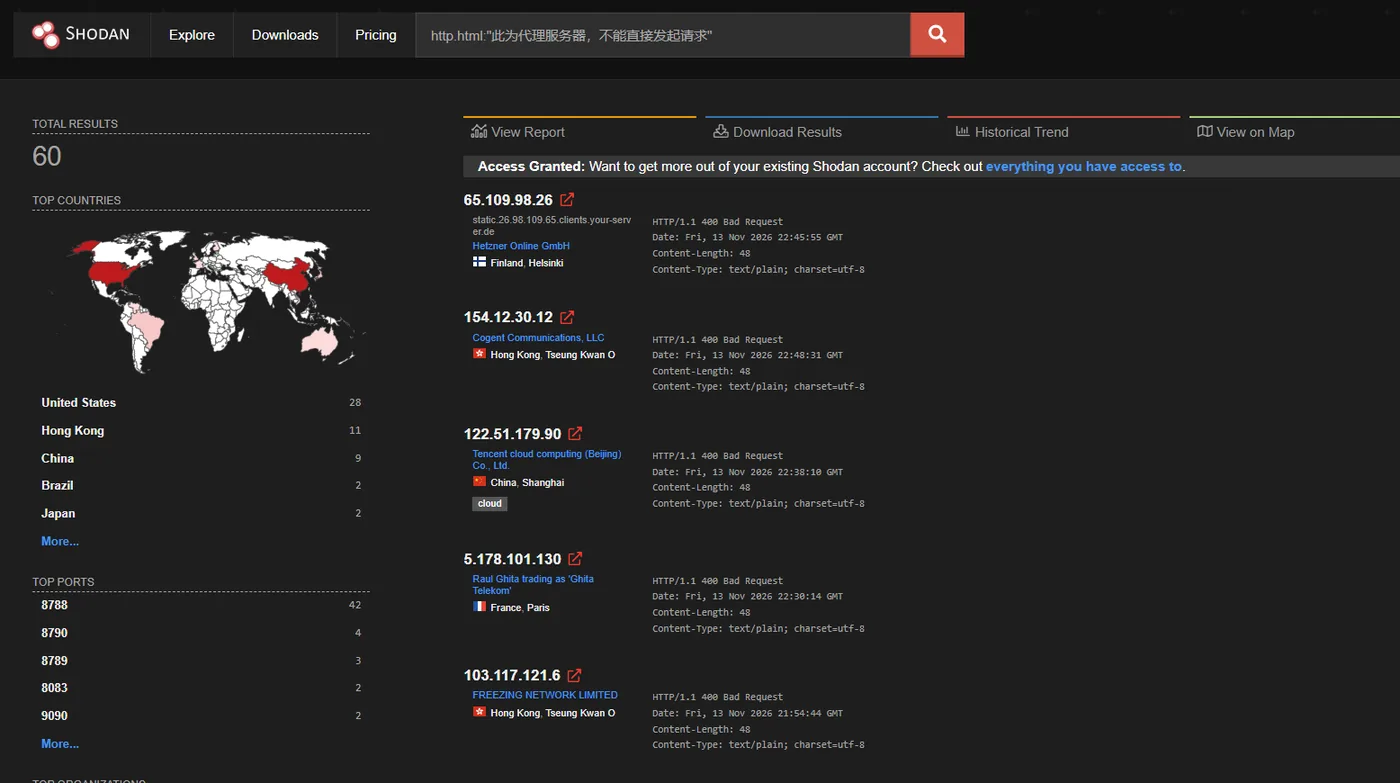 SHODAN Explore Downloads Pricing http.html:"此为代理服务器，不能直接发起请求"
TOTAL RESULTS
60
TOP COUNTRIES
United States 28
Hong Kong 11
China 9
Brazil 2
Japan 2
More...
TOP PORTS
8788 42
8790 4
8789 3
8083 2
9090 2
More...
TOP ORGANIZATIONS
View Report Download Results Historical Trend View on Map
Access Granted: Want to get more out of your existing Shodan account? Check out everything you have access to.
65.109.98.26
static.26.98.109.65.clients.your-serv
er.de
Hetzner Online GmbH
Finland, Helsinki
HTTP/1.1 400 Bad Request
Date: Fri, 13 Nov 2026 22:45:55 GMT
Content-Length: 48
Content-Type: text/plain; charset=utf-8
154.12.30.12
Cogent Communications, LLC
Hong Kong, Tseung Kwan O
HTTP/1.1 400 Bad Request
Date: Fri, 13 Nov 2026 22:48:31 GMT
Content-Length: 48
Content-Type: text/plain; charset=utf-8
122.51.179.90
Tencent cloud computing (Beijing)
Co., Ltd.
China, Shanghai
cloud
HTTP/1.1 400 Bad Request
Date: Fri, 13 Nov 2026 22:38:10 GMT
Content-Length: 48
Content-Type: text/plain; charset=utf-8
5.178.101.130
Raul Ghita trading as 'Ghita
Telekom'
France, Paris
HTTP/1.1 400 Bad Request
Date: Fri, 13 Nov 2026 22:30:14 GMT
Content-Length: 48
Content-Type: text/plain; charset=utf-8
103.117.121.6
FREEZING NETWORK LIMITED
Hong Kong, Tseung Kwan O
HTTP/1.1 400 Bad Request
Date: Fri, 13 Nov 2026 21:54:44 GMT
Content-Length: 48
Content-Type: text/plain; charset=utf-8